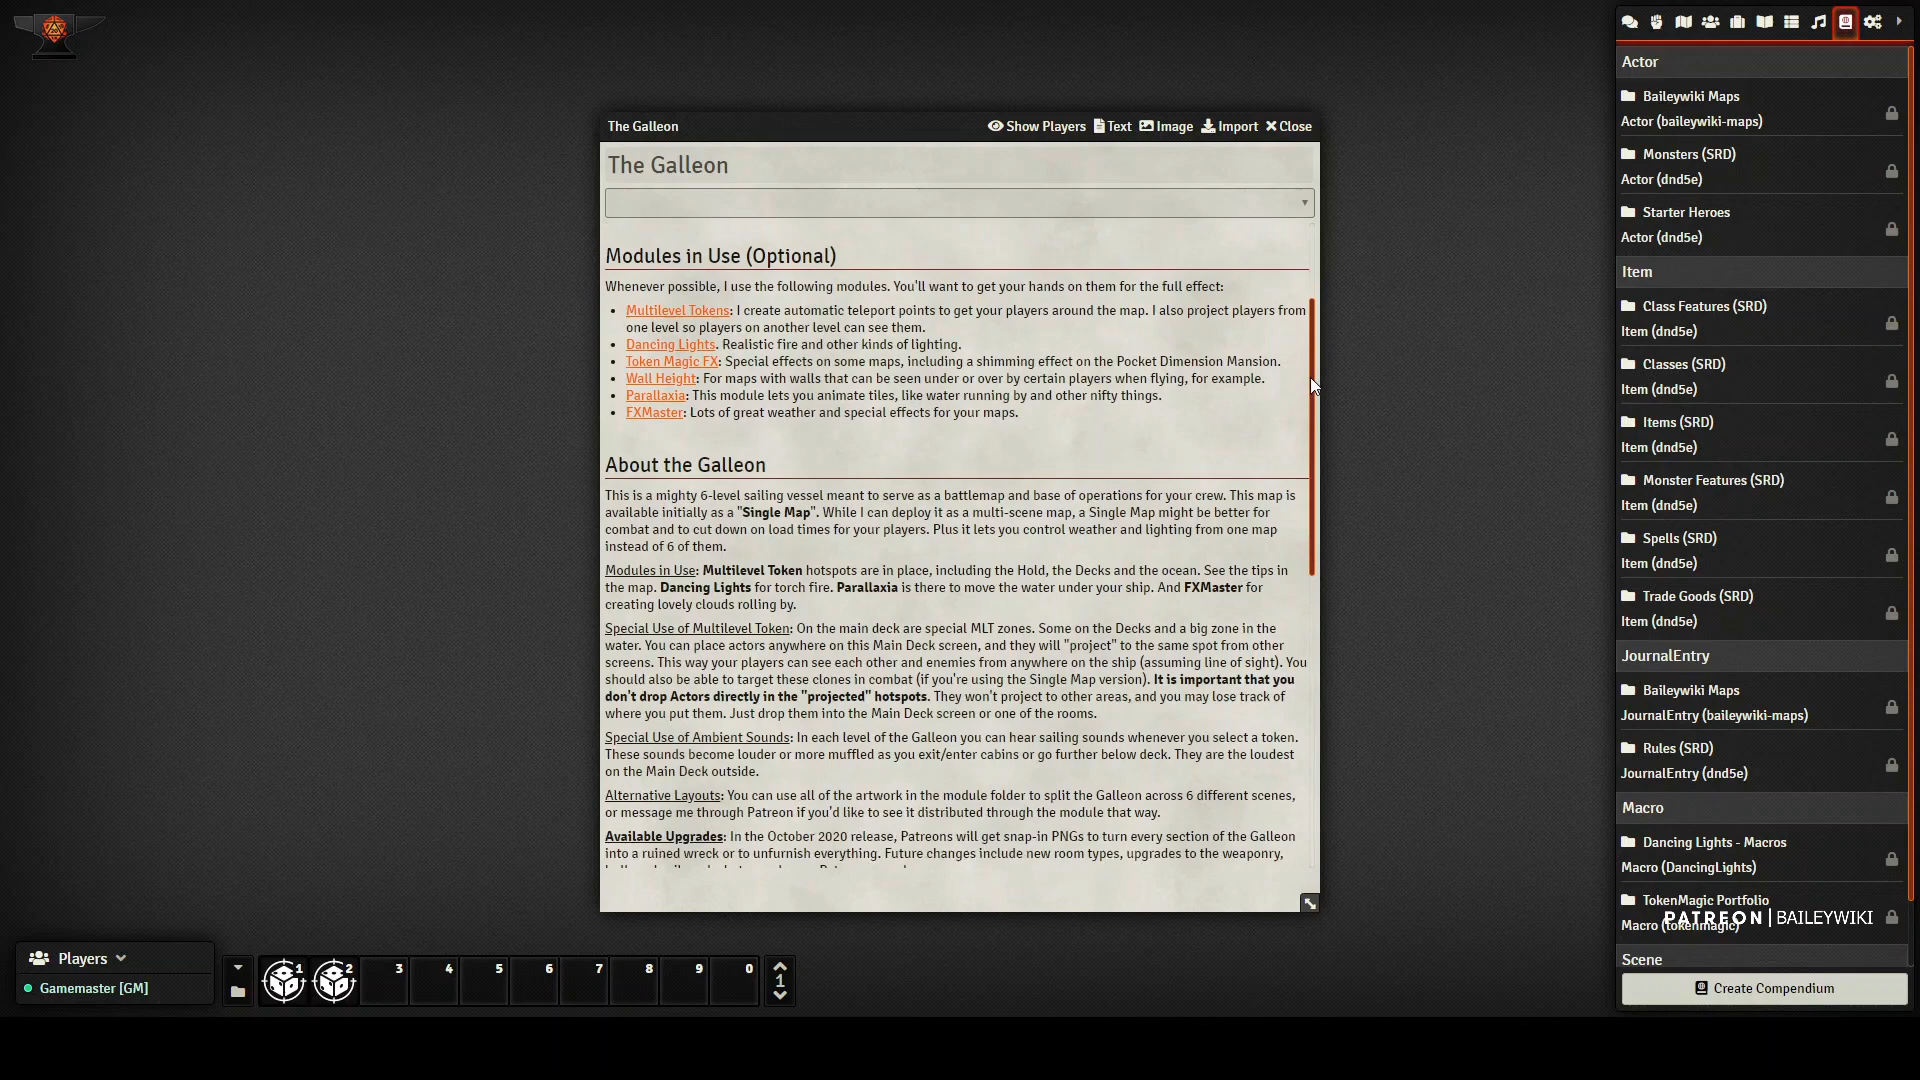 The Galleon
Show Players
Text
Image
Import
Close
The Galleon
Modules in Use (Optional)
Whenever possible, I use the following modules. You'll want to get your hands on them for the full effect:
Multilevel Tokens: I create automatic teleport points to get your players around the map. I also project players from
one level so players on another level can see them.
Dancing Lights. Realistic fire and other kinds of lighting.
Token Magic FX: Special effects on some maps, including a shimming effect on the Pocket Dimension Mansion.
Wall Height: For maps with walls that can be seen under or over by certain players when flying, for example.
Parallaxia: This module lets you animate tiles, like water running by and other nifty things.
FXMaster: Lots of great weather and special effects for your maps.
About the Galleon
This is a mighty 6-level sailing vessel meant to serve as a battlemap and base of operations for your crew. This map is
available initially as a "Single Map". While I can deploy it as a multi-scene map, a Single Map might be better for
combat and to cut down on load times for your players. Plus it lets you control weather and lighting from one map
instead of 6 of them.
Modules in Use: Multilevel Token hotspots are in place, including the Hold, the Decks and the ocean. See the tips in
the map. Dancing Lights for torch fire. Parallaxia is there to move the water under your ship. And FXMaster for
creating lovely clouds rolling by.
Special Use of Multilevel Token: On the main deck are special MLT zones. Some on the Decks and a big zone in the
water. You can place actors anywhere on this Main Deck screen, and they will "project" to the same spot from other
screens. This way your players can see each other and enemies from anywhere on the ship (assuming line of sight). You
should also be able to target these clones in combat (if you're using the Single Map version). It is important that you
don't drop Actors directly in the "projected" hotspots. They won't project to other areas, and you may lose track of
where you put them. Just drop them into the Main Deck screen or one of the rooms.
Special Use of Ambient Sounds: In each level of the Galleon you can hear sailing sounds whenever you select a token.
These sounds become louder or more muffled as you exit/enter cabins or go further below deck. They are the loudest
on the Main Deck outside.
Alternative Layouts: You can use all of the artwork in the module folder to split the Galleon across 6 different scenes,
or message me through Patreon if you'd like to see it distributed through the module that way.
Available Upgrades: In the October 2020 release, Patreons will get snap-in PNGs to turn every section of the Galleon
into a ruined wreck or to unfurnish everything. Future changes include new room types, upgrades to the weaponry,
Actor
Baileywiki Maps
Actor (baileywiki-maps)
Monsters (SRD)
Actor (dnd5e)
Starter Heroes
Actor (dnd5e)
Item
Class Features (SRD)
Item (dnd5e)
Classes (SRD)
Item (dnd5e)
Items (SRD)
Item (dnd5e)
Monster Features (SRD)
Item (dnd5e)
Spells (SRD)
Item (dnd5e)
Trade Goods (SRD)
Item (dnd5e)
JournalEntry
Baileywiki Maps
JournalEntry (baileywiki-maps)
Rules (SRD)
JournalEntry (dnd5e)
Macro
Dancing Lights - Macros
Macro (DancingLights)
TokenMagic Portfolio
PATREON | BAILEYWIKI
Macro (tokenmagic)
Scene
Create Compendium
Players
Gamemaster [GM]
1 2 3 4 5 6 7 8 9 0
1